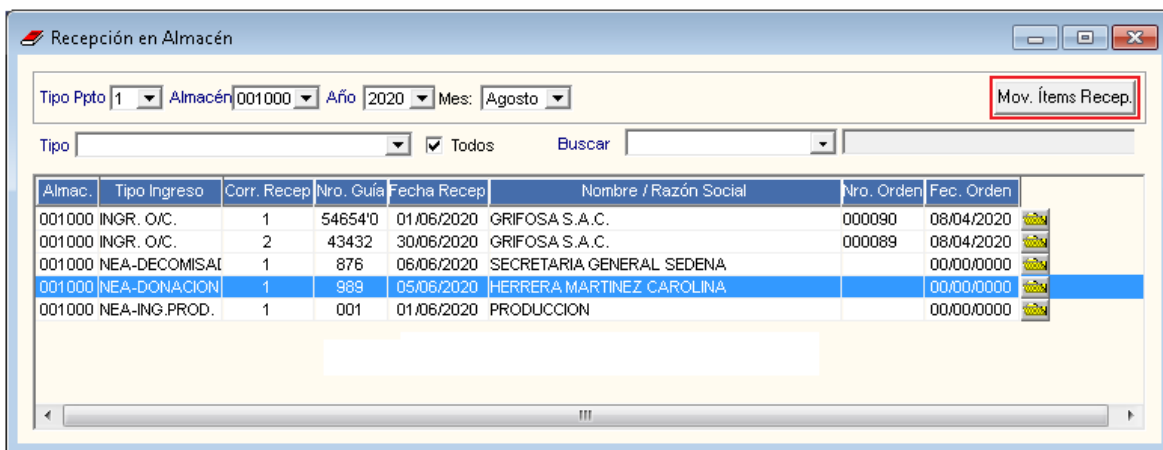 Recepción en Almacén
Tipo Ppto 1 Almacén 001000 Año 2020 Mes: Agosto Mov. Ítems Recep.
Tipo Todos Buscar
Almac. Tipo Ingreso Corr. Recep Nro. Guía Fecha Recep Nombre / Razón Social Nro. Orden Fec. Orden
001000 INGR. O/C. 1 54654'0 01/06/2020 GRIFOSA S.A.C. 000090 08/04/2020
001000 INGR. O/C. 2 43432 30/06/2020 GRIFOSA S.A.C. 000089 08/04/2020
001000 NEA-DECOMISAI 1 876 06/06/2020 SECRETARIA GENERAL SEDENA 00/00/0000
001000 NEA-DONACION 1 989 05/06/2020 HERRERA MARTINEZ CAROLINA 00/00/0000
001000 NEA-ING.PROD. 1 001 01/06/2020 PRODUCCION 00/00/0000